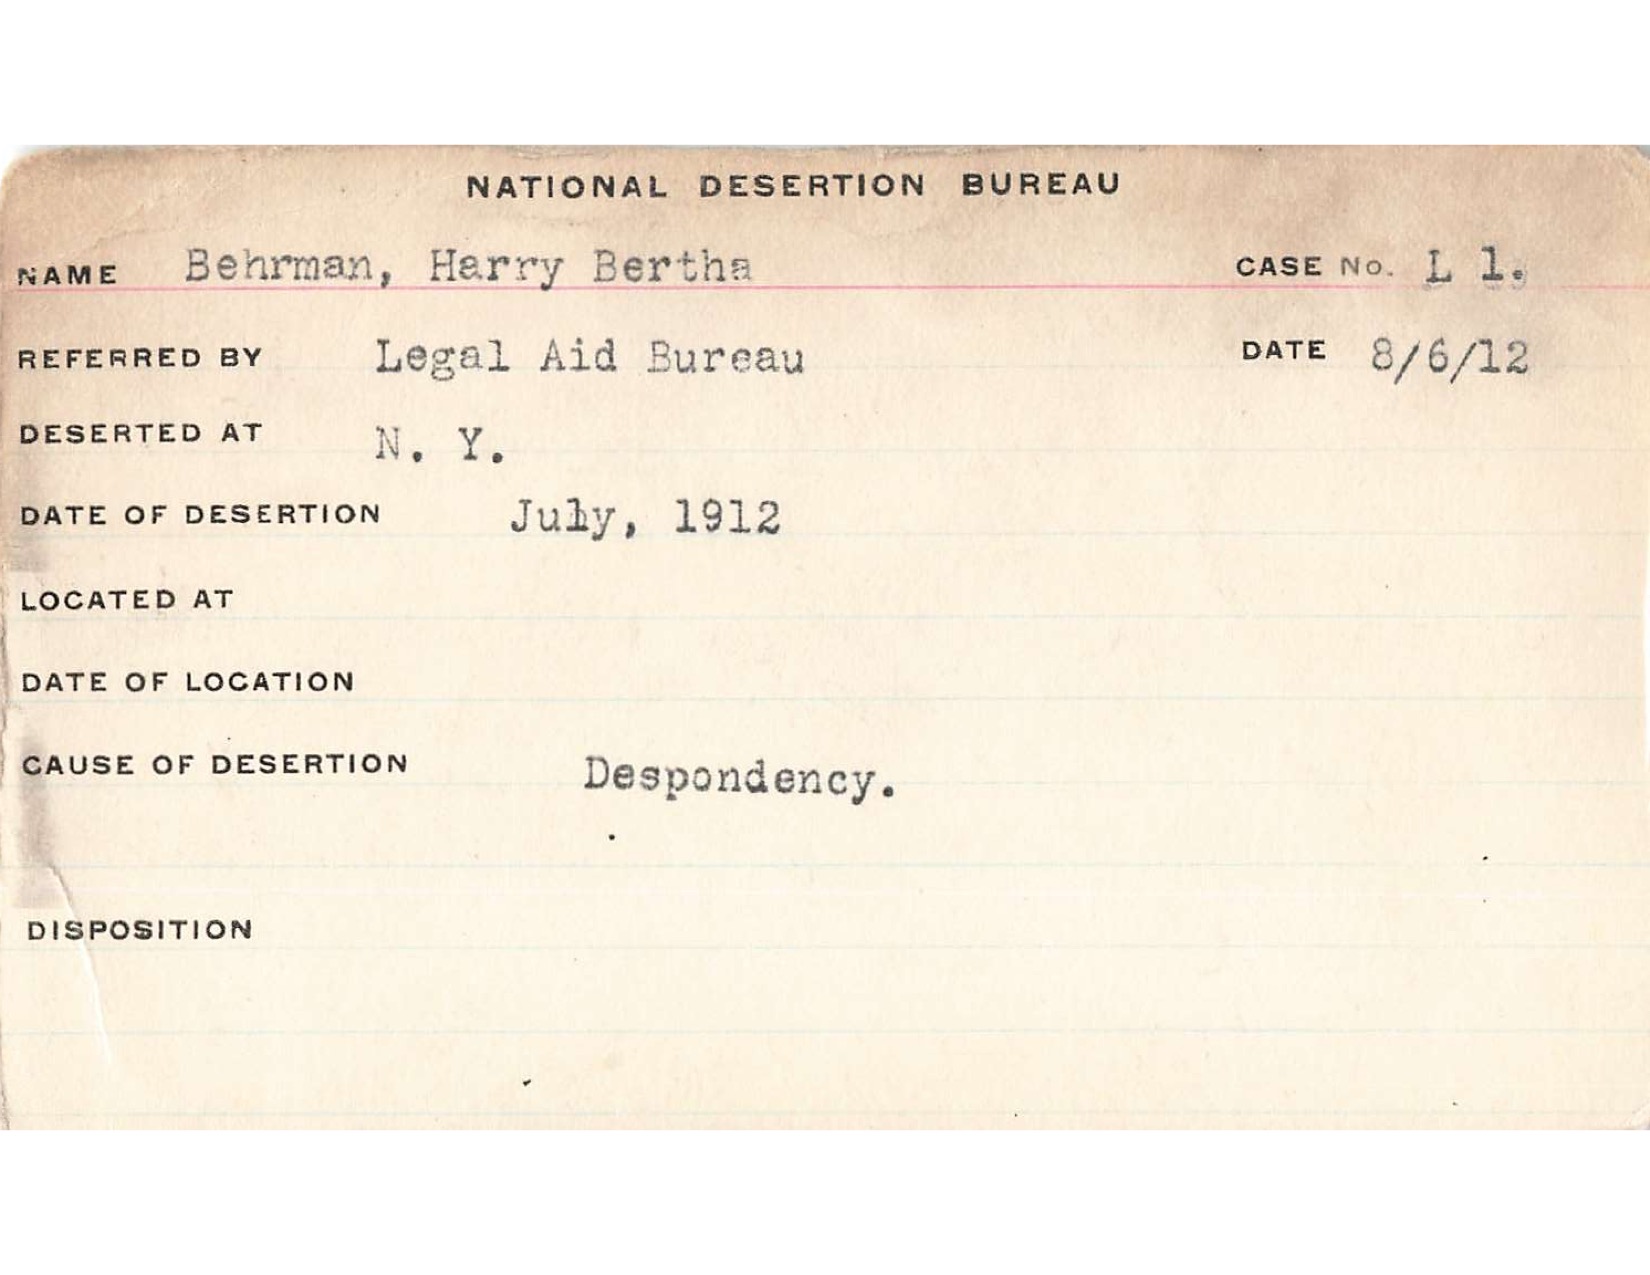 NATIONAL DESERTION BUREAU
NAME Behrman, Harry Bertha CASE No. L 1.
REFERRED BY Legal Aid Bureau DATE 8/6/12
DESERTED AT N. Y.
DATE OF DESERTION July, 1912
LOCATED AT
DATE OF LOCATION
CAUSE OF DESERTION Despondency.
DISPOSITION